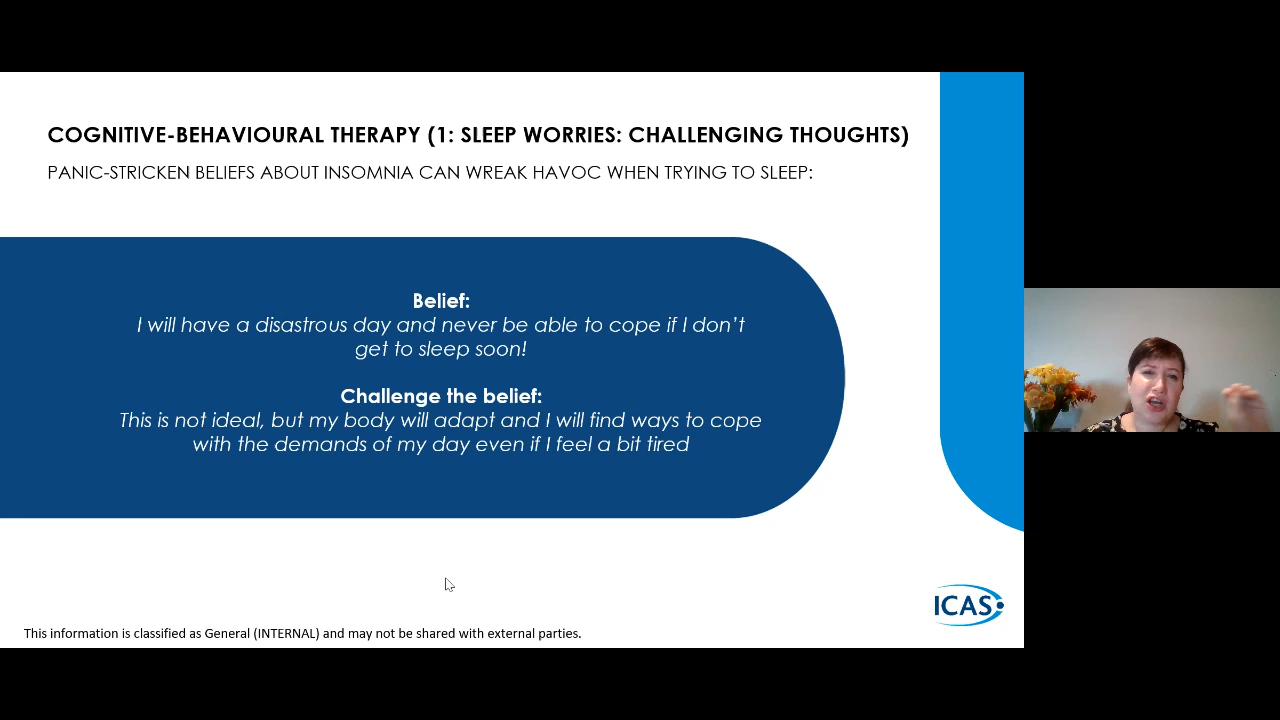 COGNITIVE-BEHAVIOURAL THERAPY (1: SLEEP WORRIES: CHALLENGING THOUGHTS)
PANIC-STRICKEN BELIEFS ABOUT INSOMNIA CAN WREAK HAVOC WHEN TRYING TO SLEEP:
Belief:
I will have a disastrous day and never be able to cope if I don’t
get to sleep soon!
Challenge the belief:
This is not ideal, but my body will adapt and I will find ways to cope
with the demands of my day even if I feel a bit tired
ICAS
This information is classified as General (INTERNAL) and may not be shared with external parties.